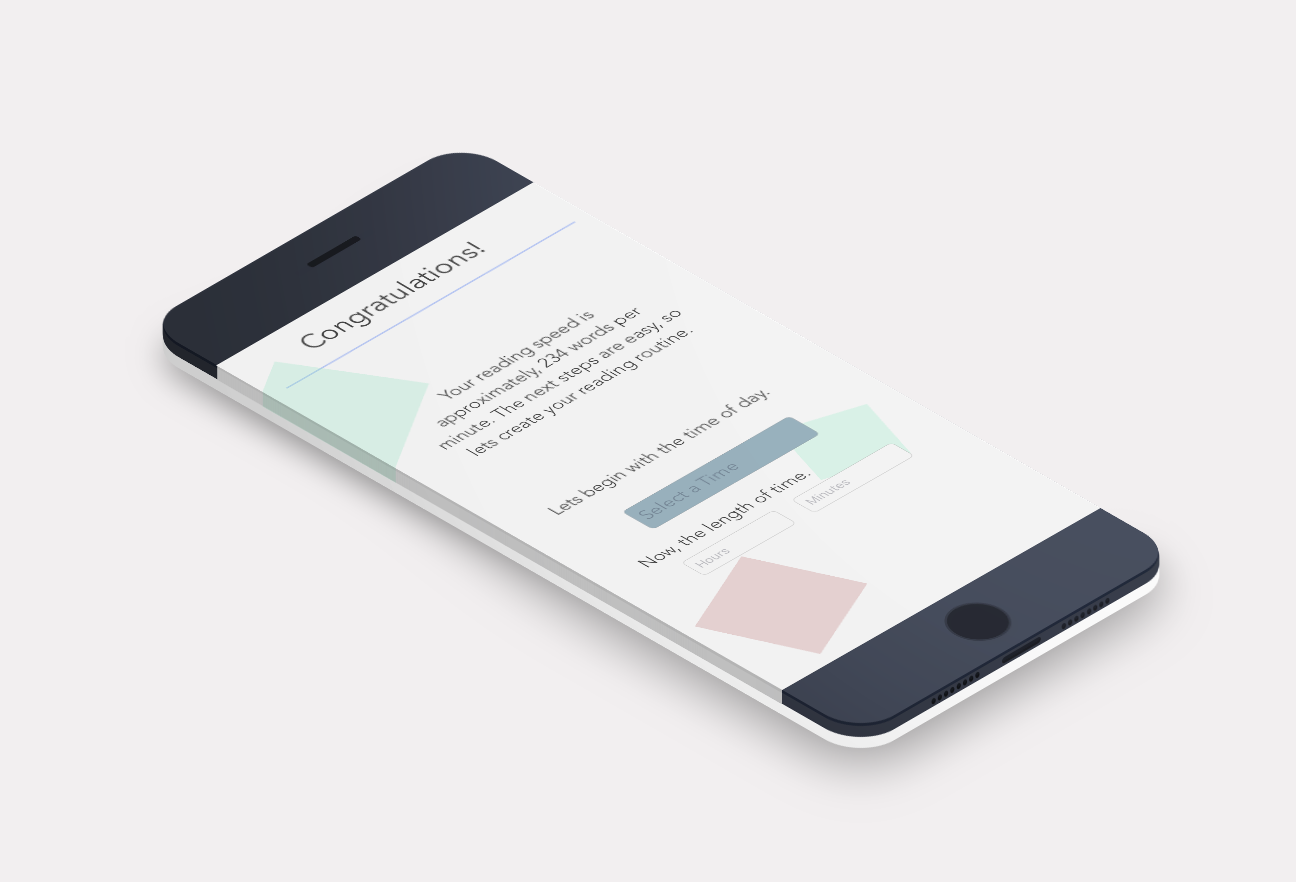 Congratulations!
Your reading speed is
approximately, 234 words per
minute. The next steps are easy, so
lets create your reading routine.
Lets begin with the time of day.
Select a Time
Now, the length of time.
Hours
Minutes